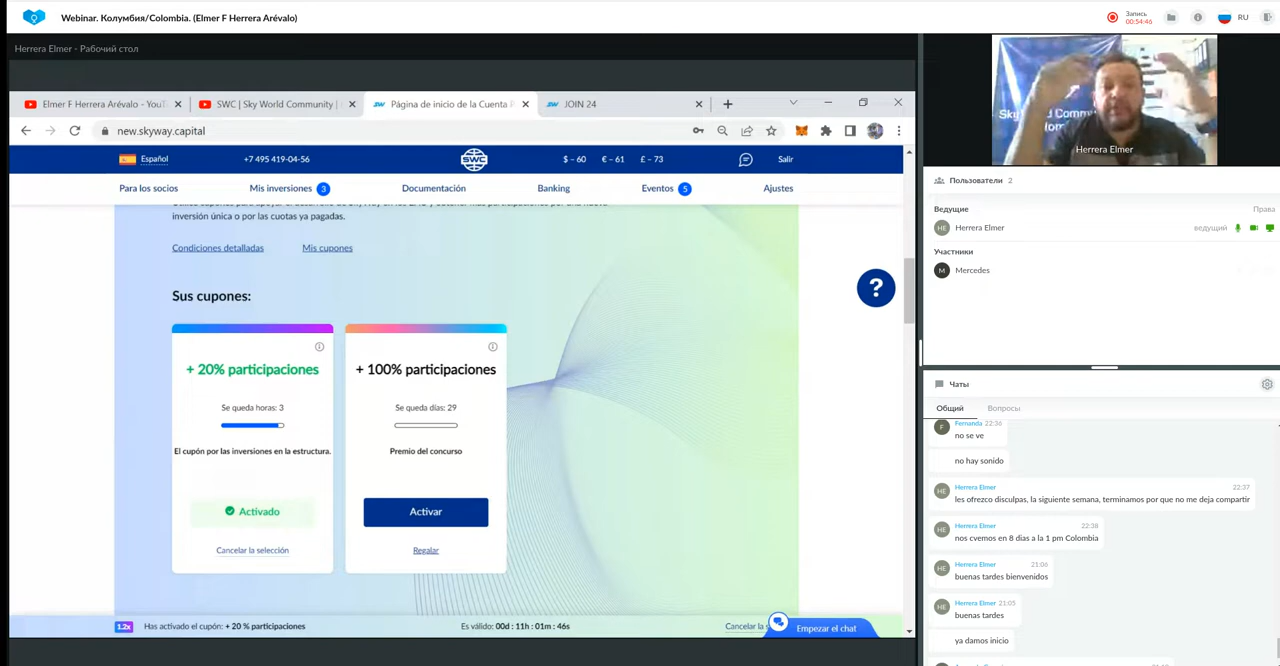 Webinar. Колумбия/Colombia. (Elmer F Herrera Arévalo)
Запись
00:54:46
RU
Herrera Elmer - Рабочий стол
Elmer F Herrera Arévalo - YouT
SWC | Sky World Community |
Página de inicio de la Cuenta P
JOIN 24
new.skyway.capital
Español
+7 495 419-04-56
SWC
$ – 60 € – 61 £ – 73
Salir
Para los socios
Mis inversiones 3
Documentación
Banking
Eventos 5
Ajustes
inversión única o por las cuotas ya pagadas.
Condiciones detalladas
Mis cupones
Sus cupones:
+ 20% participaciones
Se queda horas: 3
El cupón por las inversiones en la estructura.
Activado
Cancelar la selección
+ 100% participaciones
Se queda días: 29
Premio del concurso
Activar
Regalar
?
1.2x Has activado el cupón: + 20 % participaciones
Es válido: 00d : 11h : 01m : 46s
Cancelar la s
Empezar el chat
Herrera Elmer
Пользователи 2
Ведущие
Права
HE Herrera Elmer
ведущий
Участники
M Mercedes
Чаты
Общий
Вопросы
F Fernanda 22:36
no se ve
no hay sonido
HE Herrera Elmer 22:37
les ofrezco disculpas, la siguiente semana, terminamos por que no me deja compartir
HE Herrera Elmer 22:38
nos cvemos en 8 dias a la 1 pm Colombia
HE Herrera Elmer 21:06
buenas tardes bienvenidos
HE Herrera Elmer 21:05
buenas tardes
ya damos inicio